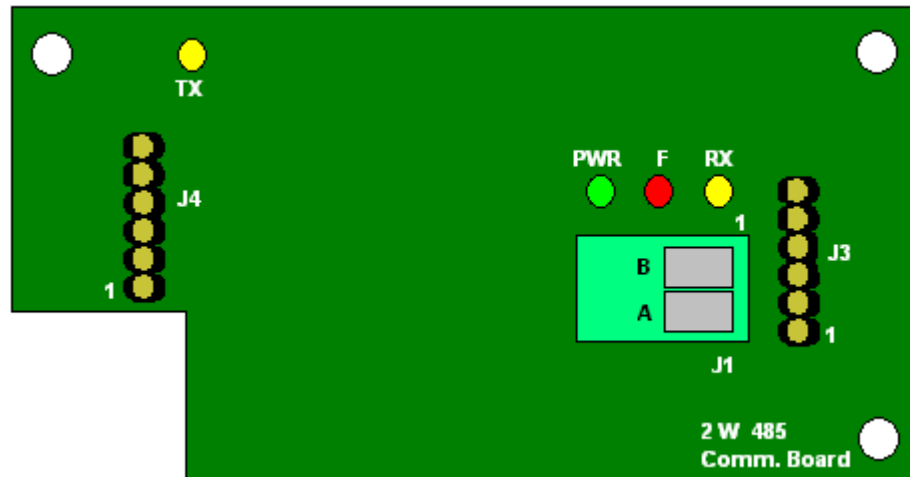 TX
PWR F RX
J4
1
B
J3
1
A
1
J1
2 W 485
Comm. Board